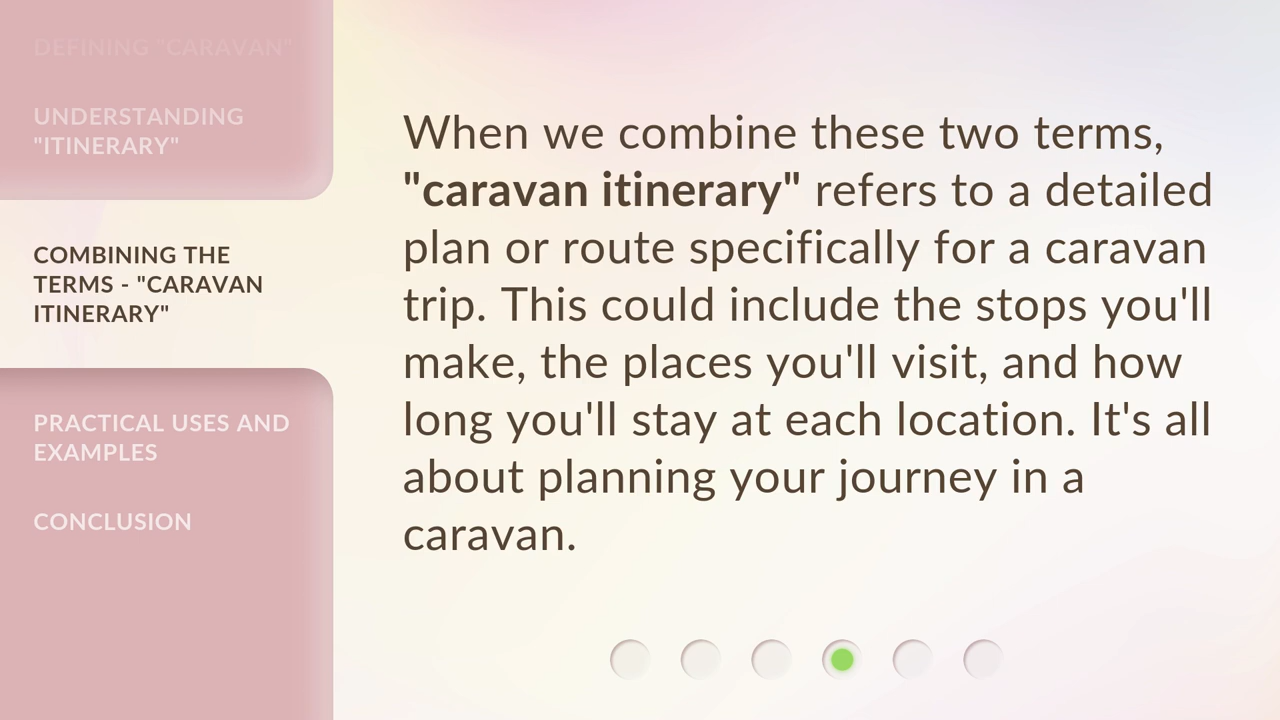 DEFINING "CARAVAN"
UNDERSTANDING
"ITINERARY"
COMBINING THE
TERMS - "CARAVAN
ITINERARY"
PRACTICAL USES AND
EXAMPLES
CONCLUSION
When we combine these two terms,
"caravan itinerary" refers to a detailed
plan or route specifically for a caravan
trip. This could include the stops you'll
make, the places you'll visit, and how
long you'll stay at each location. It's all
about planning your journey in a
caravan.